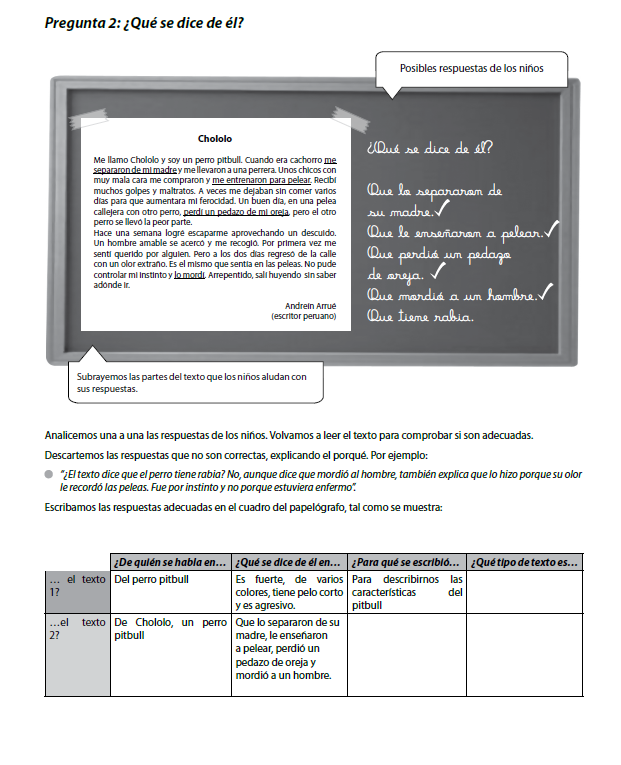 Pregunta 2: ¿Qué se dice de él?
Posibles respuestas de los niños
Chololo
Me llamo Chololo y soy un perro pitbull. Cuando era cachorro me
separaron de mi madre y me llevaron a una perrera. Unos chicos con
muy mala cara me compraron y me entrenaron para pelear. Recibí
muchos golpes y maltratos. A veces me dejaban sin comer varios
días para que aumentara mi ferocidad. Un buen día, en una pelea
callejera con otro perro, perdí un pedazo de mi oreja, pero el otro
perro se llevó la peor parte.
Hace una semana logré escaparme aprovechando un descuido.
Un hombre amable se acercó y me recogió. Por primera vez me
sentí querido por alguien. Pero a los dos días regresó de la calle
con un olor extraño. Es el mismo que sentía en las peleas. No pude
controlar mi instinto y lo mordí. Arrepentido, salí huyendo sin saber
adónde ir.
Andreín Arrué
(escritor peruano)
¿Qué se dice de él?
Que lo separaron de
su madre.
Que le enseñaron a pelear.
Que perdió un pedazo
de oreja.
Que mordió a un hombre.
Que tiene rabia.
Subrayemos las partes del texto que los niños aludan con
sus respuestas.
Analicemos una a una las respuestas de los niños. Volvamos a leer el texto para comprobar si son adecuadas.
Descartemos las respuestas que no son correctas, explicando el porqué. Por ejemplo:
"¿El texto dice que el perro tiene rabia? No, aunque dice que mordió al hombre, también explica que lo hizo porque su olor
le recordó las peleas. Fue por instinto y no porque estuviera enfermo".
Escribamos las respuestas adecuadas en el cuadro del papelógrafo, tal como se muestra:
¿De quién se habla en… ¿Qué se dice de él en… ¿Para qué se escribió… ¿Qué tipo de texto es…
… el texto 1?
Del perro pitbull
Es fuerte, de varios
colores, tiene pelo corto
y es agresivo.
Para describirnos las
características del
pitbull
…el texto 2?
De Chololo, un perro
pitbull
Que lo separaron de su
madre, le enseñaron
a pelear, perdió un
pedazo de oreja y
mordió a un hombre.